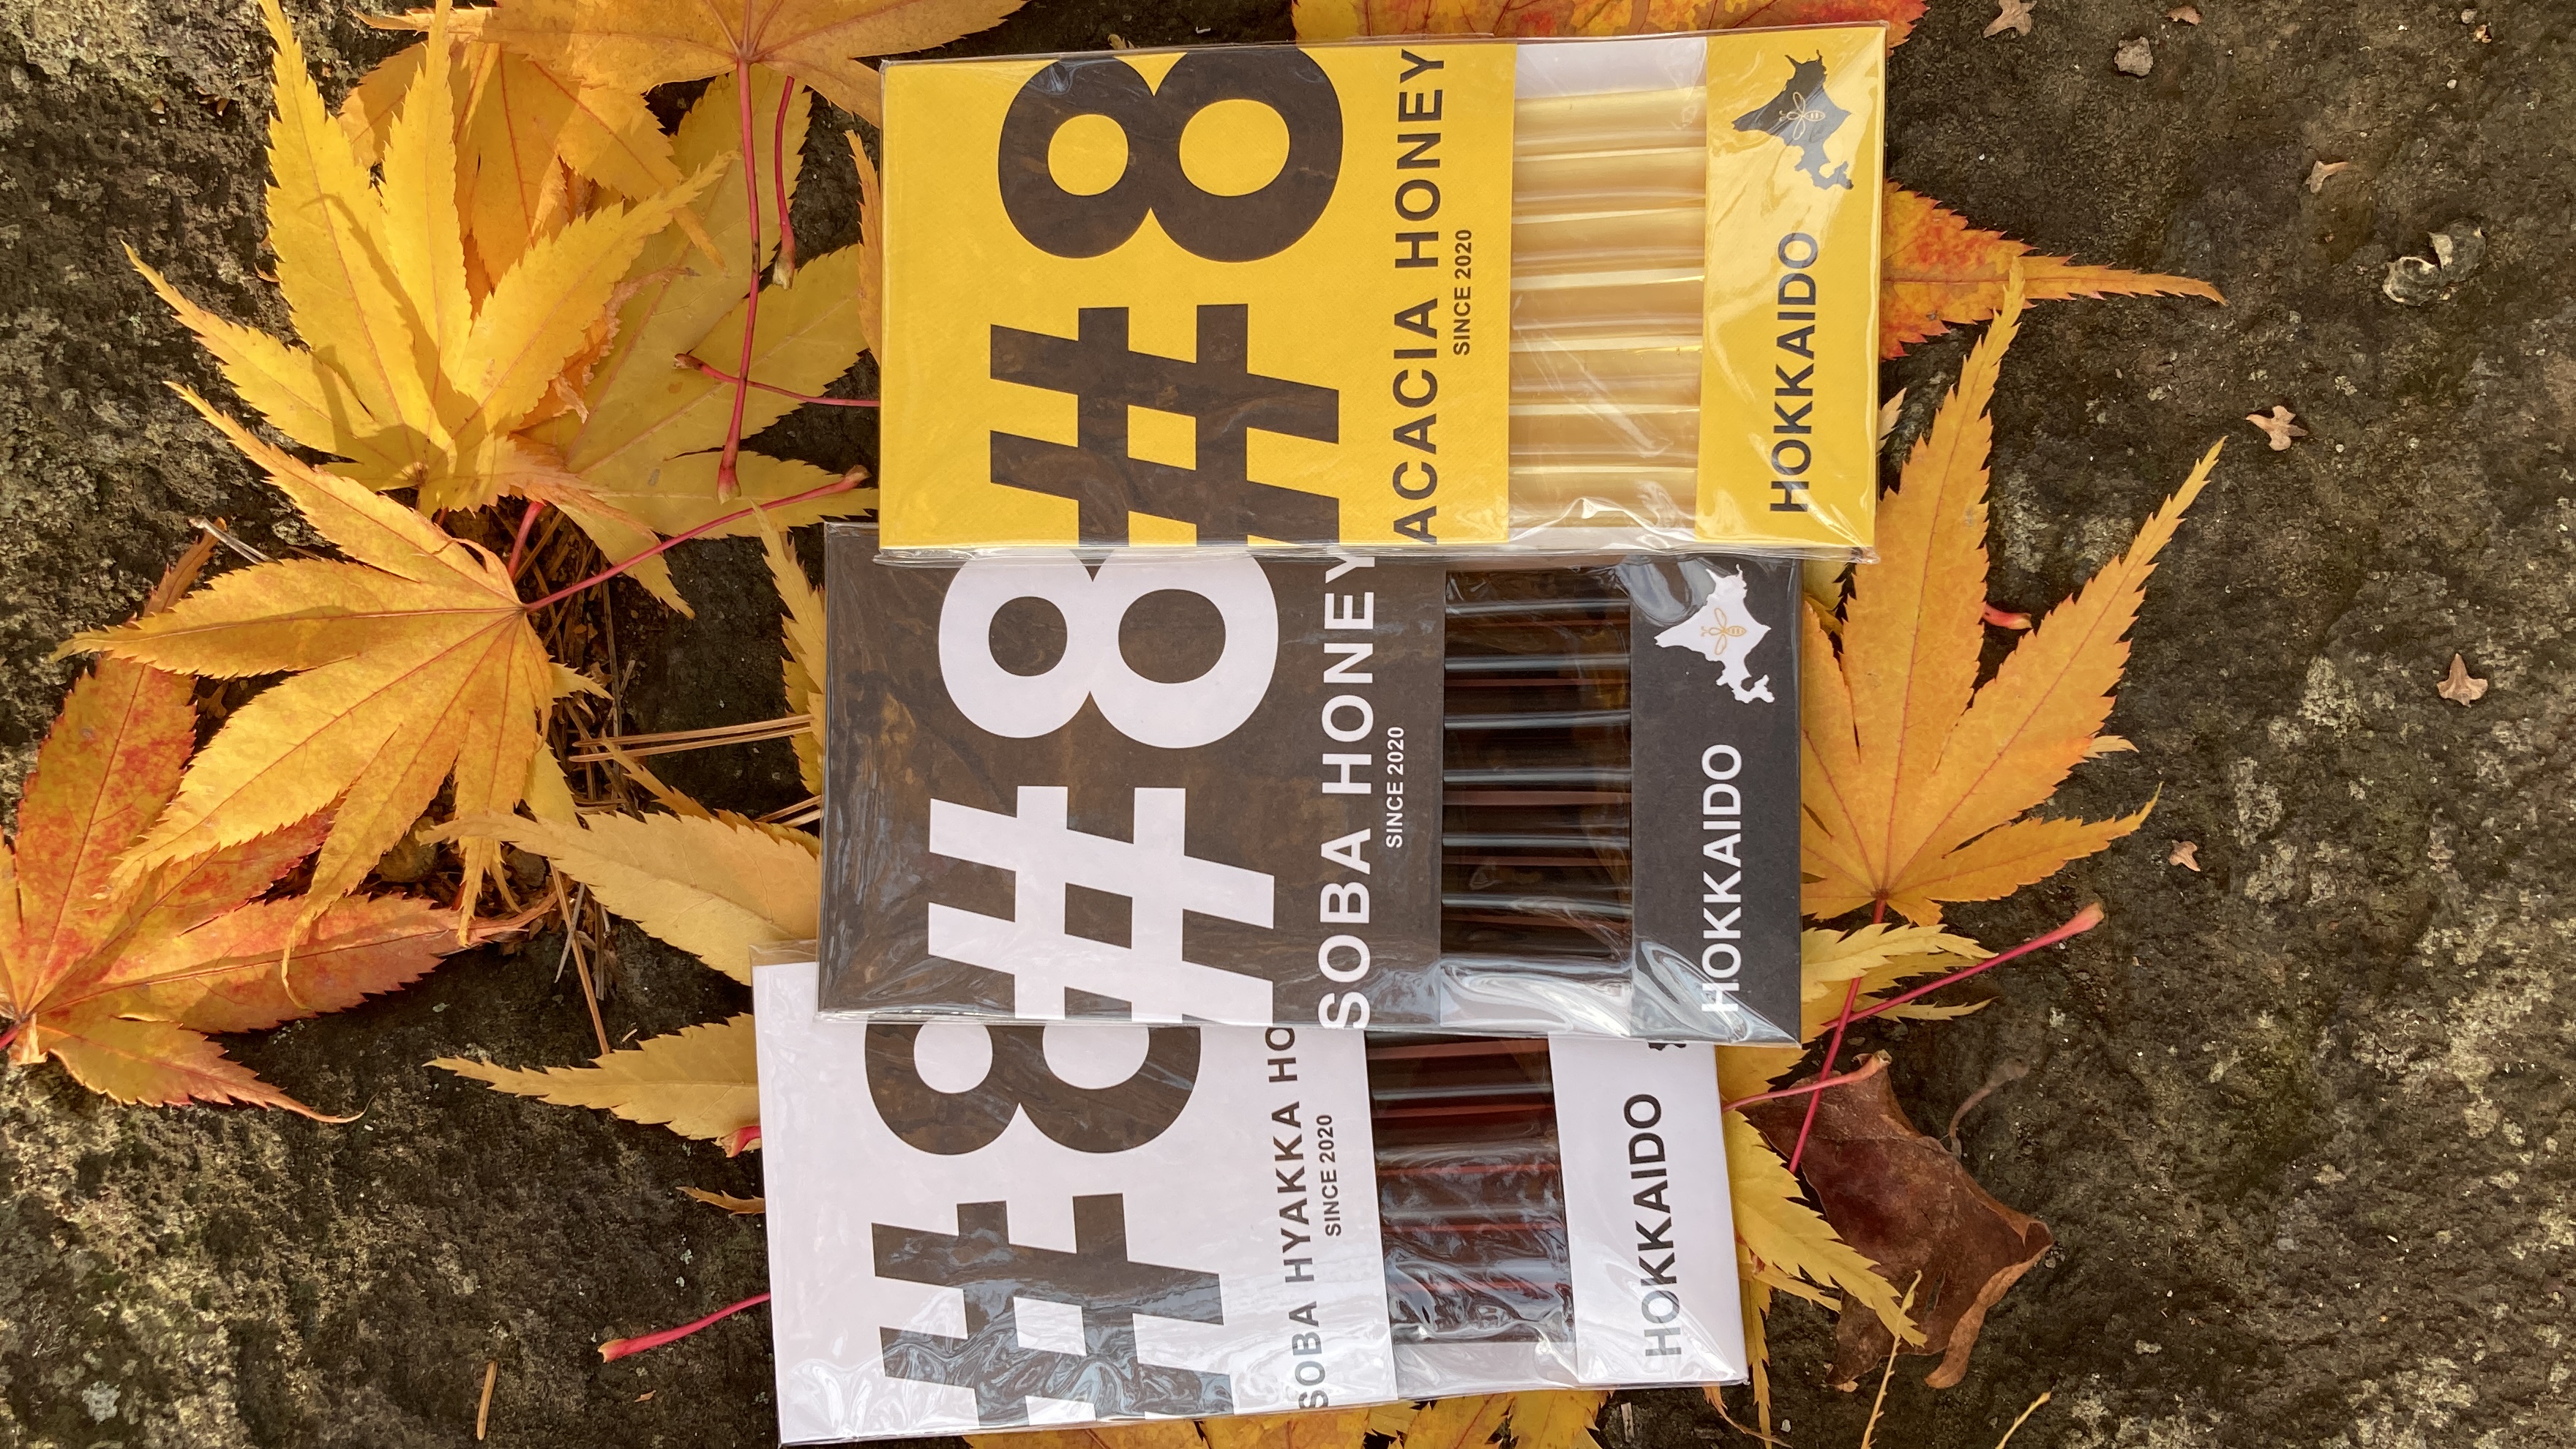 #8
ACACIA HONEY
SINCE 2020
HOKKAIDO
#8
SOBA HONEY
SINCE 2020
HOKKAIDO
#8
SOBA HYAKKA HO
SINCE 2020
HOKKAIDO